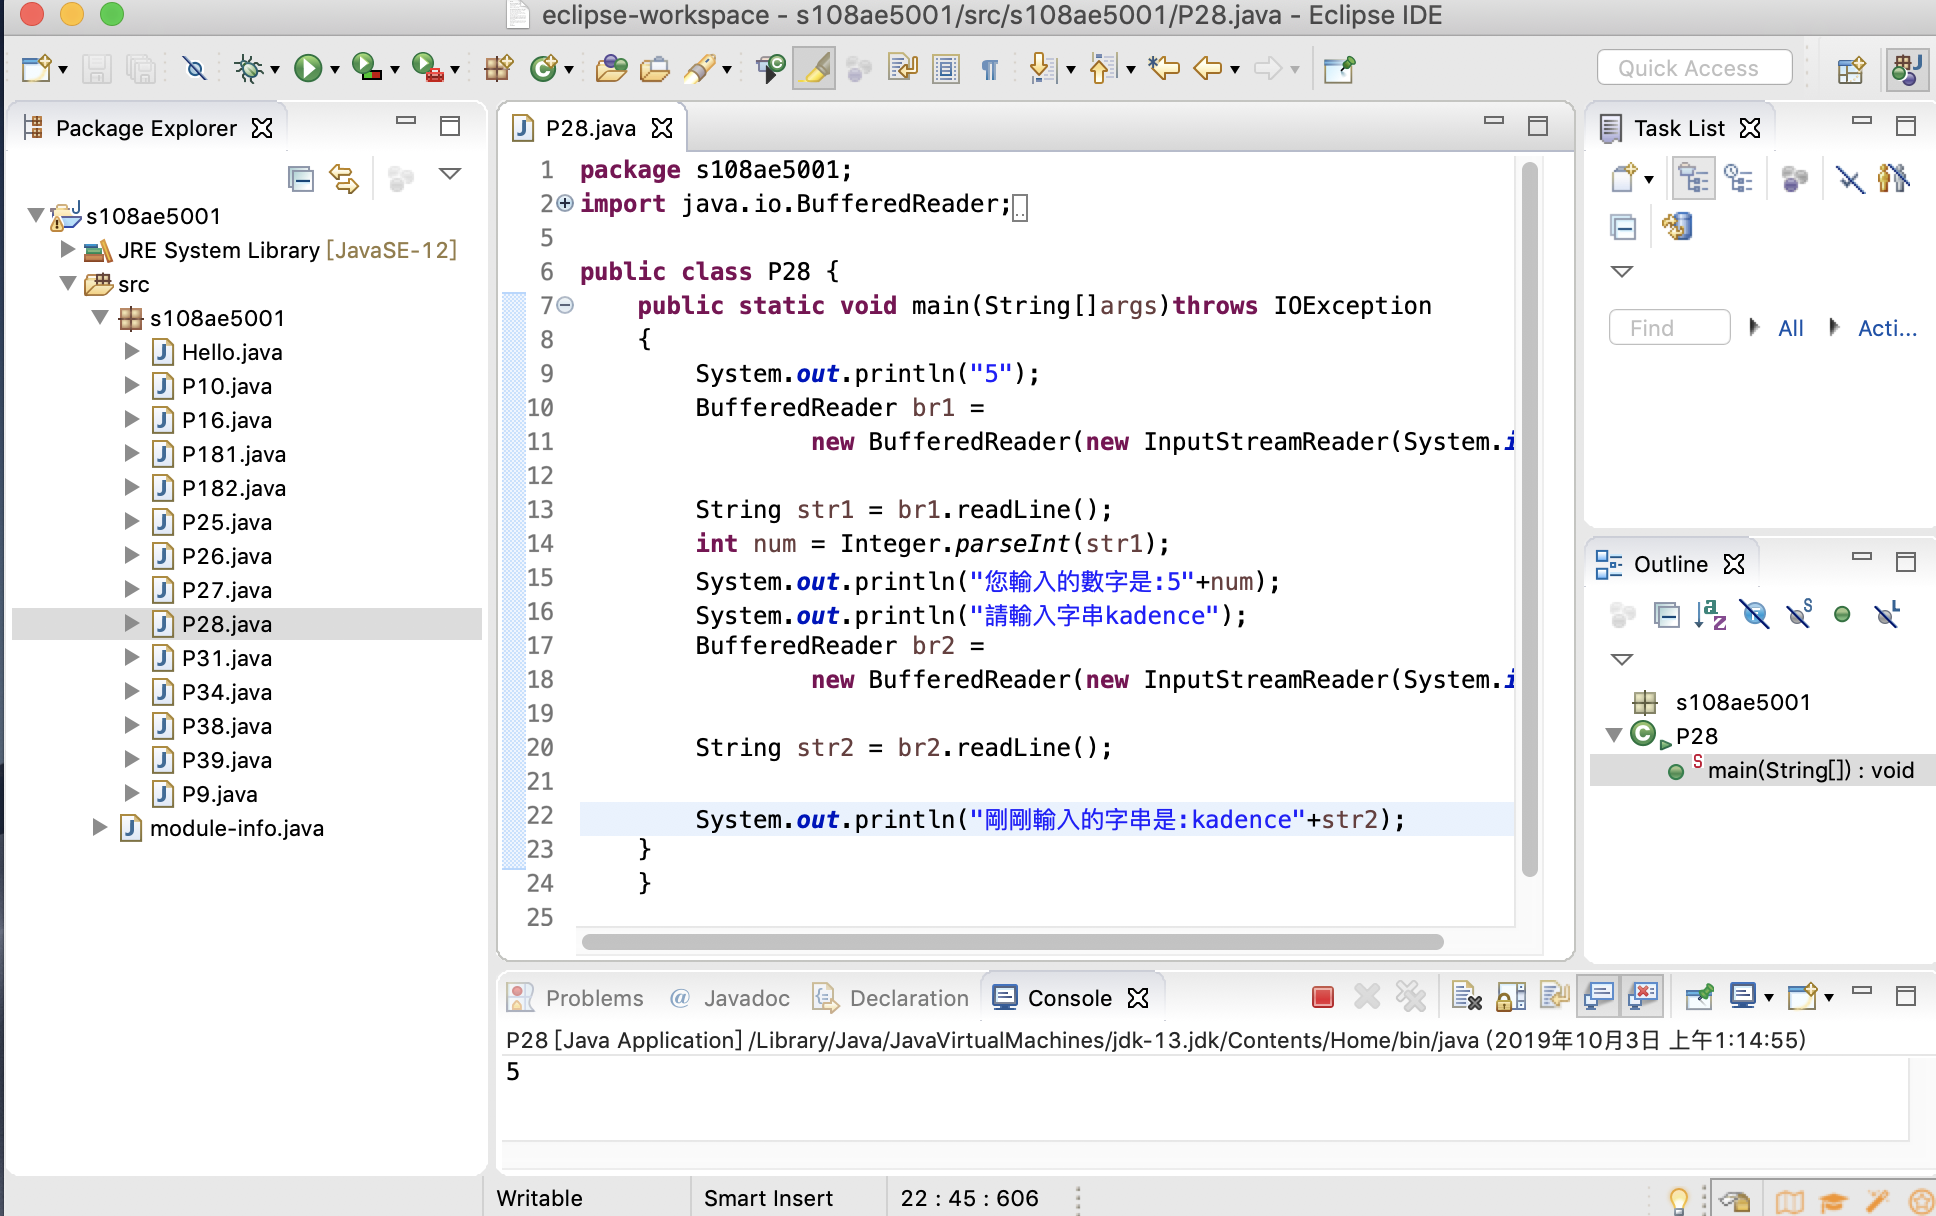 eclipse-workspace - s108ae5001/src/s108ae5001/P28.java - Eclipse IDE
Quick Access
Package Explorer
s108ae5001
JRE System Library [JavaSE-12]
src
s108ae5001
Hello.java
P10.java
P16.java
P181.java
P182.java
P25.java
P26.java
P27.java
P28.java
P31.java
P34.java
P38.java
P39.java
P9.java
module-info.java
P28.java
1 package s108ae5001;
2 import java.io.BufferedReader;
5
6 public class P28 {
7 public static void main(String[]args)throws IOException
8 {
9 System.out.println("5");
10 BufferedReader br1 =
11 new BufferedReader(new InputStreamReader(System.i
12
13 String str1 = br1.readLine();
14 int num = Integer.parseInt(str1);
15 System.out.println("您輸入的數字是:5"+num);
16 System.out.println("請輸入字串kadence");
17 BufferedReader br2 =
18 new BufferedReader(new InputStreamReader(System.i
19
20 String str2 = br2.readLine();
21
22 System.out.println("剛剛輸入的字串是:kadence"+str2);
23 }
24 }
25
Task List
Find All Acti...
Outline
s108ae5001
P28
main(String[]) : void
Problems @ Javadoc Declaration Console
P28 [Java Application] /Library/Java/JavaVirtualMachines/jdk-13.jdk/Contents/Home/bin/java (2019年10月3日 上午1:14:55)
5
Writable Smart Insert 22 : 45 : 606